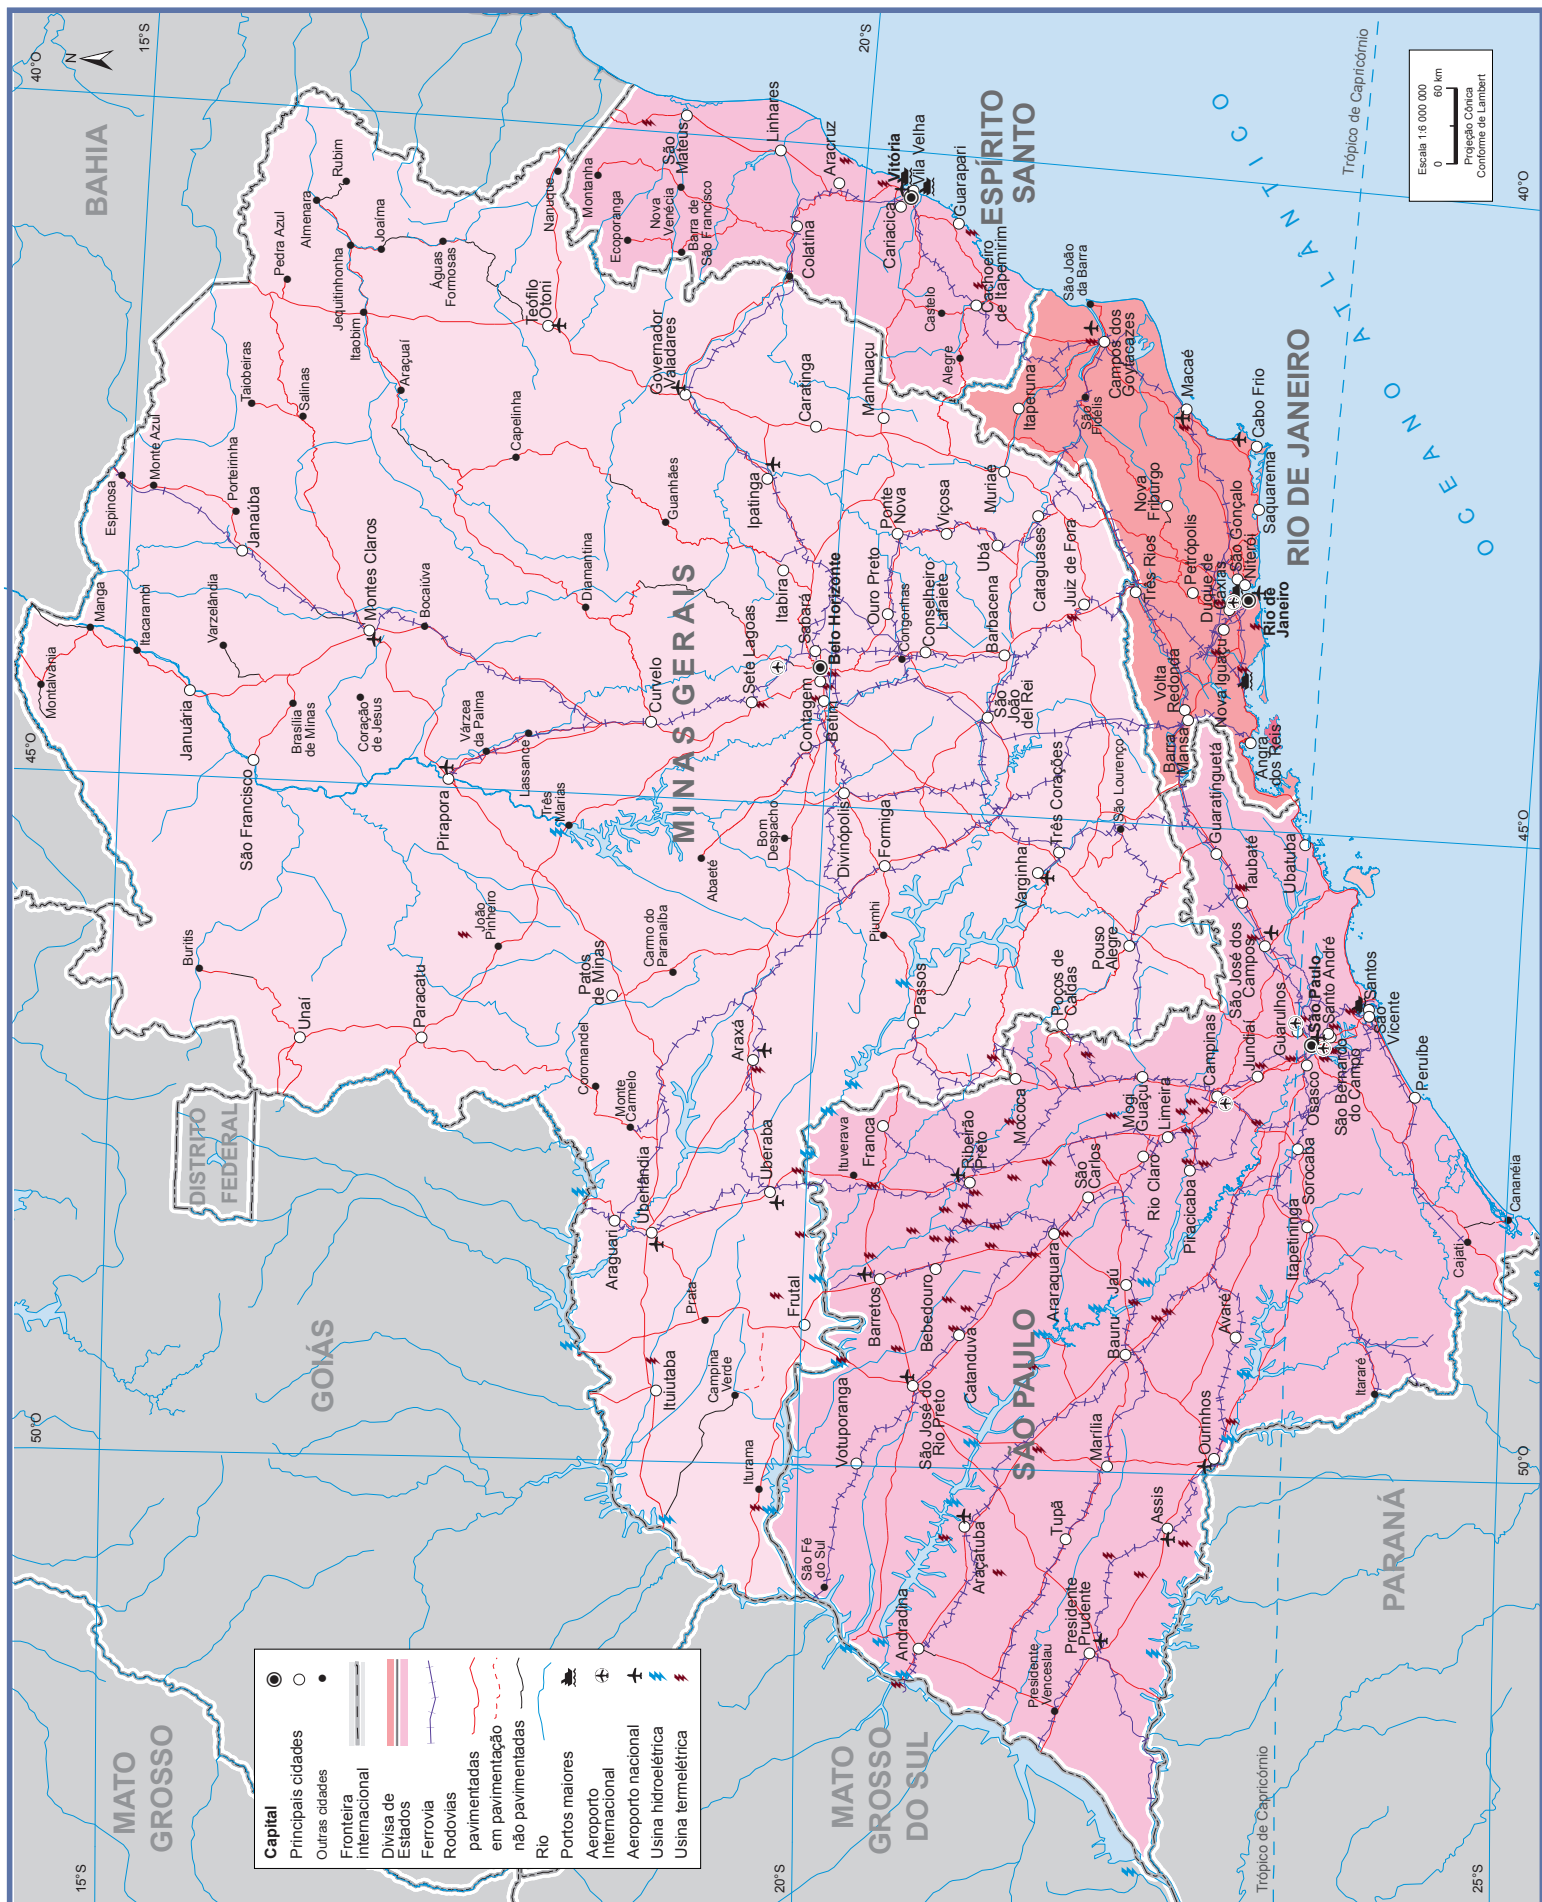 BAHIA
MATO
GROSSO
GOIÁS
DISTRITO
FEDERAL
MINAS GERAIS
ESPÍRITO
SANTO
RIO DE JANEIRO
SÃO PAULO
PARANÁ
MATO
GROSSO
DO SUL
OCEANO ATLÂNTICO
Trópico de Capricórnio
Trópico de Capricórnio
15°S
15°S
20°S
20°S
25°S
40°O
40°O
45°O
45°O
50°O
50°O
N
Montalvânia
Manga
Itacarambi
Espinosa
Monte Azul
Januária
Varzelândia
Janaúba
Porteirinha
Taiobeiras
Salinas
Pedra Azul
Almenara
Rubim
Jequitinhonha
Joaíma
Itaobim
Águas
Formosas
Araçuaí
São Francisco
Brasília
de Minas
Coração
de Jesus
Montes Claros
Bocaiúva
Capelinha
Teófilo
Otoni
Nanuque
Buritis
Unaí
Paracatu
João
Pinheiro
Pirapora
Várzea
da Palma
Lassance
Três
Marias
Diamantina
Guanhães
Curvelo
Governador
Valadares
Patos
de Minas
Coromandel
Monte
Carmelo
Carmo do
Paranaíba
Abaeté
Bom
Despacho
Sete Lagoas
Itabira
Sabará
Belo Horizonte
Contagem
Betim
Ipatinga
Caratinga
Manhuaçu
Araguari
Uberlândia
Araxá
Uberaba
Prata
Ituiutaba
Campina
Verde
Frutal
Iturama
Divinópolis
Formiga
Piumhi
Passos
Ouro Preto
Congonhas
Conselheiro
Lafaiete
Ponte
Nova
Viçosa
Ubá
Muriaé
Cataguases
Barbacena
Juiz de Fora
São
João
del Rei
Três Corações
São Lourenço
Varginha
Pouso
Alegre
Poços de
Caldas
Montanha
Ecoporanga
Nova
Venécia
Barra de
São Francisco
São
Mateus
Linhares
Colatina
Aracruz
Cariacica
Vitória
Vila Velha
Guarapari
Castelo
Cachoeiro
de Itapemirim
Alegre
São João
da Barra
Campos dos
Goytacazes
Itaperuna
São
Fidélis
Macaé
Cabo Frio
Saquarema
Nova
Friburgo
Três Rios
Petrópolis
Duque de
Caxias
São Gonçalo
Niterói
Rio de
Janeiro
Nova Iguaçu
Volta
Redonda
Barra
Mansa
Angra
dos Reis
Guaratinguetá
Taubaté
Ubatuba
São José dos
Campos
Guarulhos
São Paulo
Santo André
Santos
São
Vicente
São Bernardo
do Campo
Osasco
Jundiaí
Campinas
Peruíbe
Cananéia
Cajati
Sorocaba
Itapetininga
Itararé
Mococa
Mogi
Guaçu
Limeira
Rio Claro
São
Carlos
Piracicaba
Ituverava
Franca
Ribeirão
Preto
Barretos
Bebedouro
Catanduva
Araraquara
Jaú
Bauru
Avaré
Votuporanga
São José do
Rio Preto
Marília
Ourinhos
Assis
Tupã
Araçatuba
São Fé
do Sul
Andradina
Presidente
Prudente
Presidente
Venceslau
Capital
Principais cidades
Outras cidades
Fronteira
internacional
Divisa de
Estados
Ferrovia
Rodovias
pavimentadas
em pavimentação
não pavimentadas
Rio
Portos maiores
Aeroporto
Internacional
Aeroporto nacional
Usina hidroelétrica
Usina termelétrica
Escala 1:6 000 000
0 60 km
Projeção Cônica
Conforme de Lambert